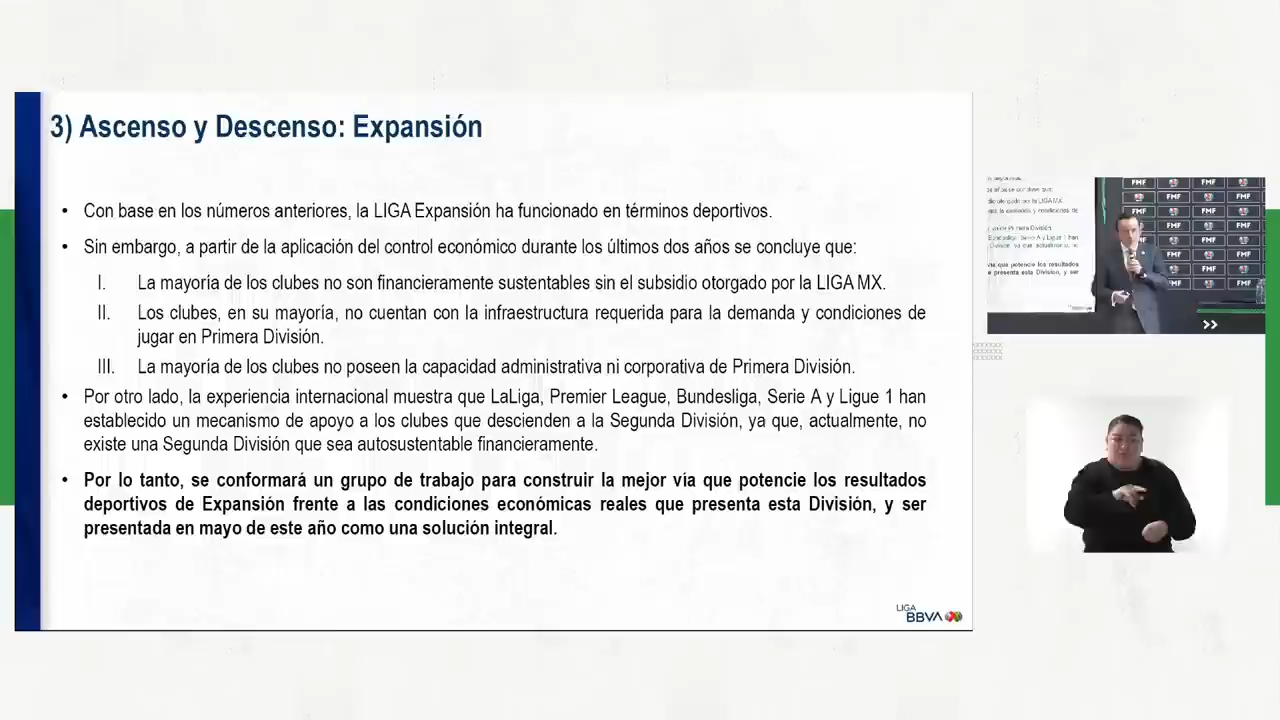 3) Ascenso y Descenso: Expansión
• Con base en los números anteriores, la LIGA Expansión ha funcionado en términos deportivos.
• Sin embargo, a partir de la aplicación del control económico durante los últimos dos años se concluye que:
I. La mayoría de los clubes no son financieramente sustentables sin el subsidio otorgado por la LIGA MX.
II. Los clubes, en su mayoría, no cuentan con la infraestructura requerida para la demanda y condiciones de
jugar en Primera División.
III. La mayoría de los clubes no poseen la capacidad administrativa ni corporativa de Primera División.
• Por otro lado, la experiencia internacional muestra que LaLiga, Premier League, Bundesliga, Serie A y Ligue 1 han
establecido un mecanismo de apoyo a los clubes que descienden a la Segunda División, ya que, actualmente, no
existe una Segunda División que sea autosustentable financieramente.
• Por lo tanto, se conformará un grupo de trabajo para construir la mejor vía que potencie los resultados
deportivos de Expansión frente a las condiciones económicas reales que presenta esta División, y ser
presentada en mayo de este año como una solución integral.
LIGA
BBVA
FMF FMF FMF
FMF
FMF